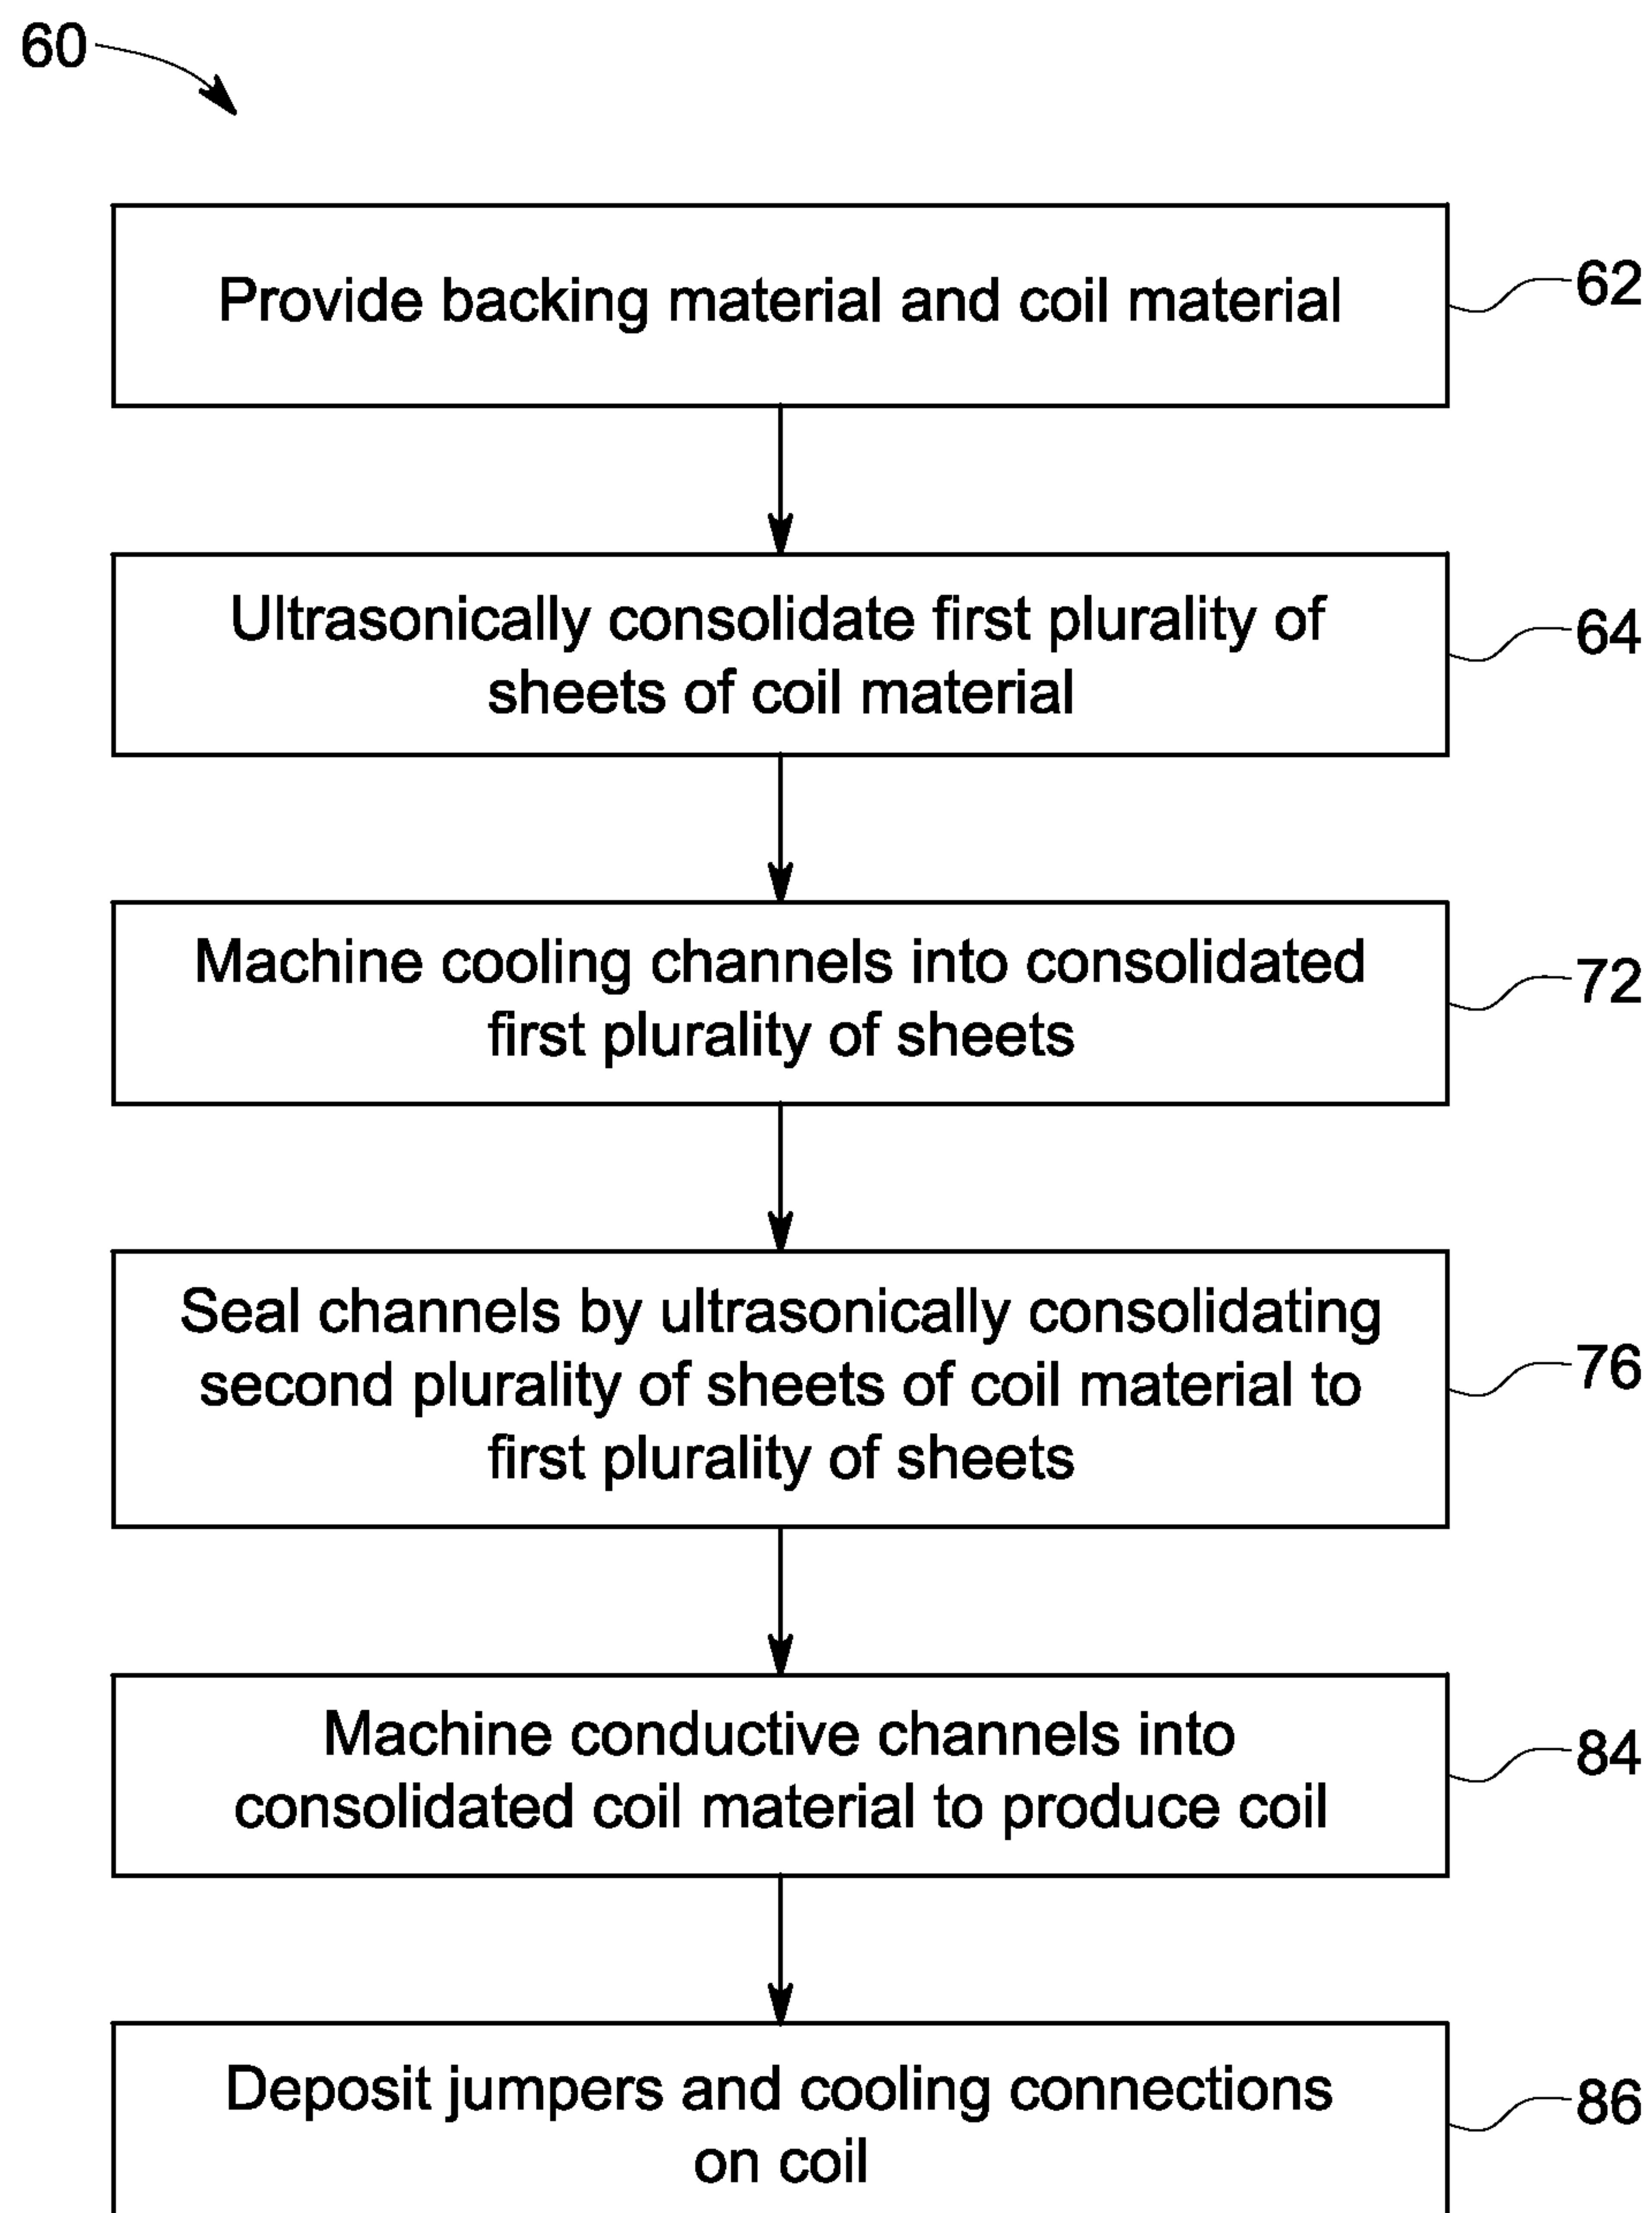 60
Provide backing material and coil material
62
Ultrasonically consolidate first plurality of
sheets of coil material
64
Machine cooling channels into consolidated
first plurality of sheets
72
Seal channels by ultrasonically consolidating
second plurality of sheets of coil material to
first plurality of sheets
76
Machine conductive channels into
consolidated coil material to produce coil
84
Deposit jumpers and cooling connections
on coil
86